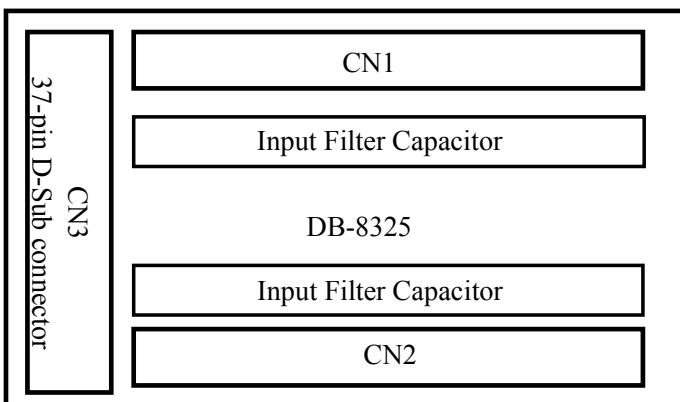 CN1
Input Filter Capacitor
CN3
37-pin D-Sub connector
DB-8325
Input Filter Capacitor
CN2